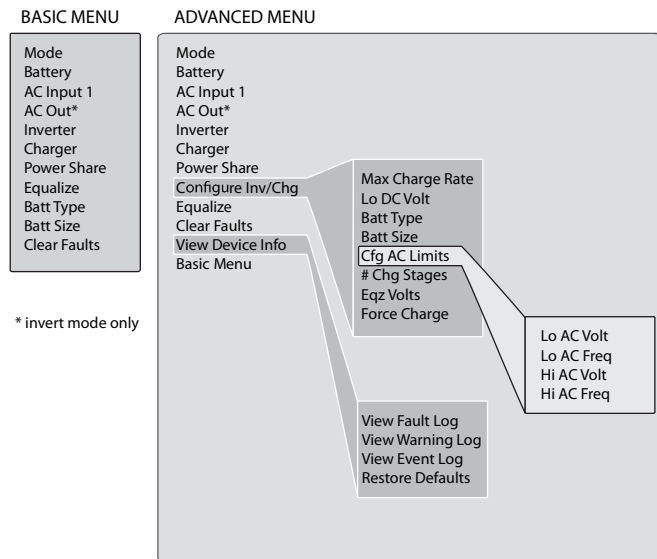 BASIC MENU
Mode
Battery
AC Input 1
AC Out*
Inverter
Charger
Power Share
Equalize
Batt Type
Batt Size
Clear Faults
* invert mode only
ADVANCED MENU
Mode
Battery
AC Input 1
AC Out*
Inverter
Charger
Power Share
Configure Inv/Chg
Equalize
Clear Faults
View Device Info
Basic Menu
Max Charge Rate
Lo DC Volt
Batt Type
Batt Size
Cfg AC Limits
# Chg Stages
Eqz Volts
Force Charge
Lo AC Volt
Lo AC Freq
Hi AC Volt
Hi AC Freq
View Fault Log
View Warning Log
View Event Log
Restore Defaults